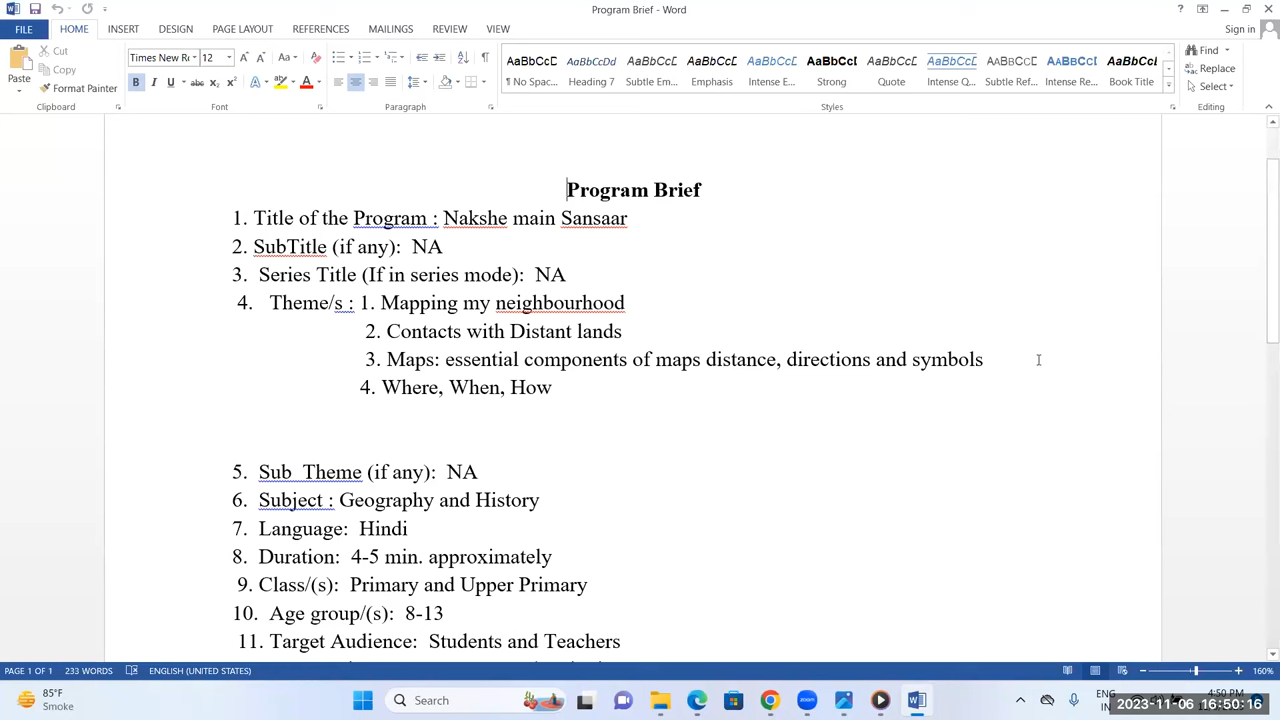 Program Brief - Word
Sign in
FILE HOME INSERT DESIGN PAGE LAYOUT REFERENCES MAILINGS REVIEW VIEW
Paste
Cut
Copy
Format Painter
Clipboard
Times New Ro 12
Font
Paragraph
AaBbCcD AaBbCcDd AaBbCcD AaBbCcD AaBbCcD AaBbCcI AaBbCcD AaBbCcD AaBbCcD AaBbCcD AaBbCcD
¶ No Spac... Heading 7 Subtle Em... Emphasis Intense E... Strong Quote Intense Q... Subtle Ref... Intense Re... Book Title
Styles
Find
Replace
Select
Editing
Program Brief
1. Title of the Program : Nakshe main Sansaar
2. SubTitle (if any): NA
3. Series Title (If in series mode): NA
4. Theme/s : 1. Mapping my neighbourhood
2. Contacts with Distant lands
3. Maps: essential components of maps distance, directions and symbols
4. Where, When, How
5. Sub Theme (if any): NA
6. Subject : Geography and History
7. Language: Hindi
8. Duration: 4-5 min. approximately
9. Class/(s): Primary and Upper Primary
10. Age group/(s): 8-13
11. Target Audience: Students and Teachers
PAGE 1 OF 1 233 WORDS ENGLISH (UNITED STATES) 160%
85°F
Smoke
Search
ENG
IN
4:50 PM
2023-11-06 16:50:16